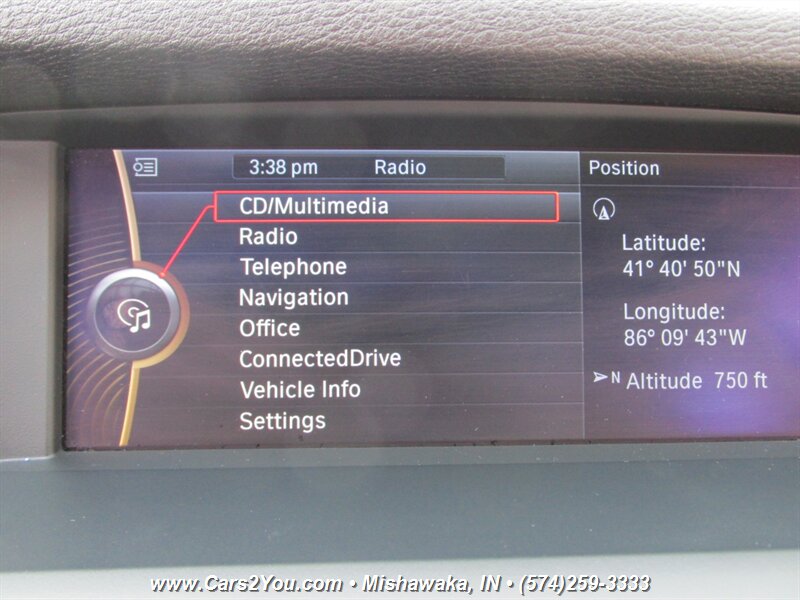 3:38 pm Radio
CD/Multimedia
Radio
Telephone
Navigation
Office
ConnectedDrive
Vehicle Info
Settings
Position
Latitude:
41° 40' 50"N
Longitude:
86° 09' 43"W
N Altitude 750 ft
www.Cars2You.com • Mishawaka, IN • (574)259-3333